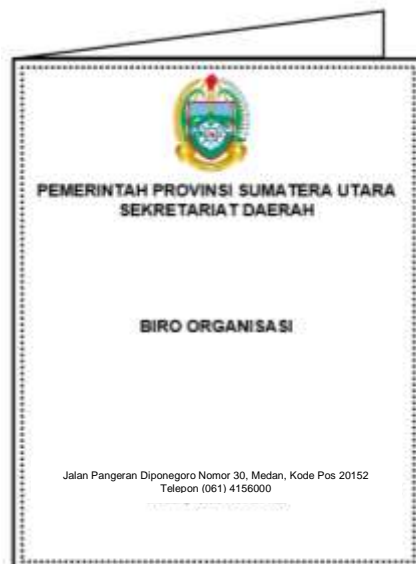 PEMERINTAH PROVINSI SUMATERA UTARA
SEKRETARIAT DAERAH
BIRO ORGANISASI
Jalan Pangeran Diponegoro Nomor 30, Medan, Kode Pos 20152
Telepon (061) 4156000